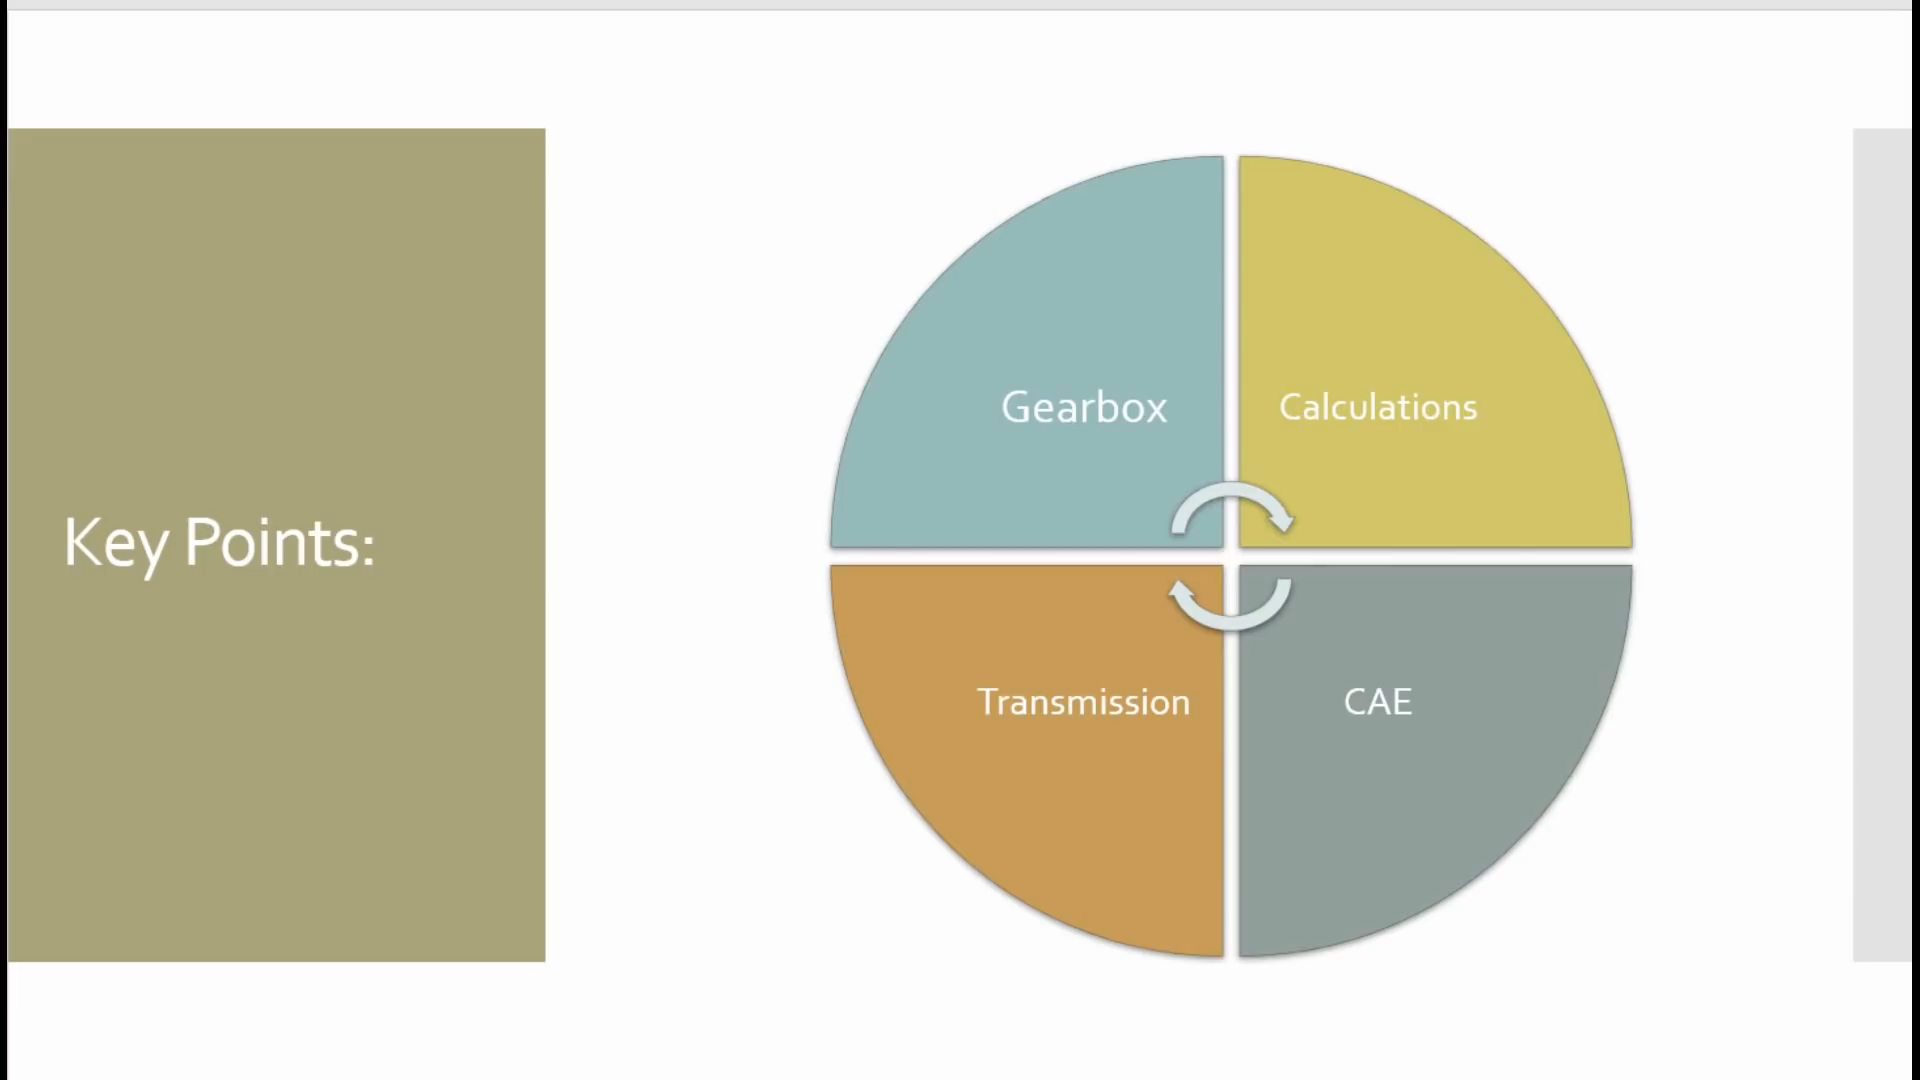 Key Points:
Gearbox
Calculations
Transmission
CAE